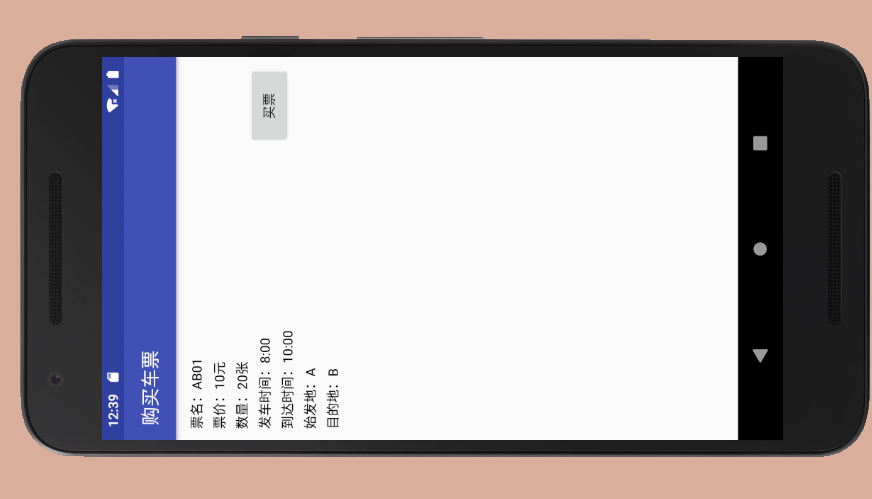 12:39
购买车票
票名：AB01
票价：10元
数量：20张
发车时间：8:00
到达时间：10:00
始发地：A
目的地：B
买票